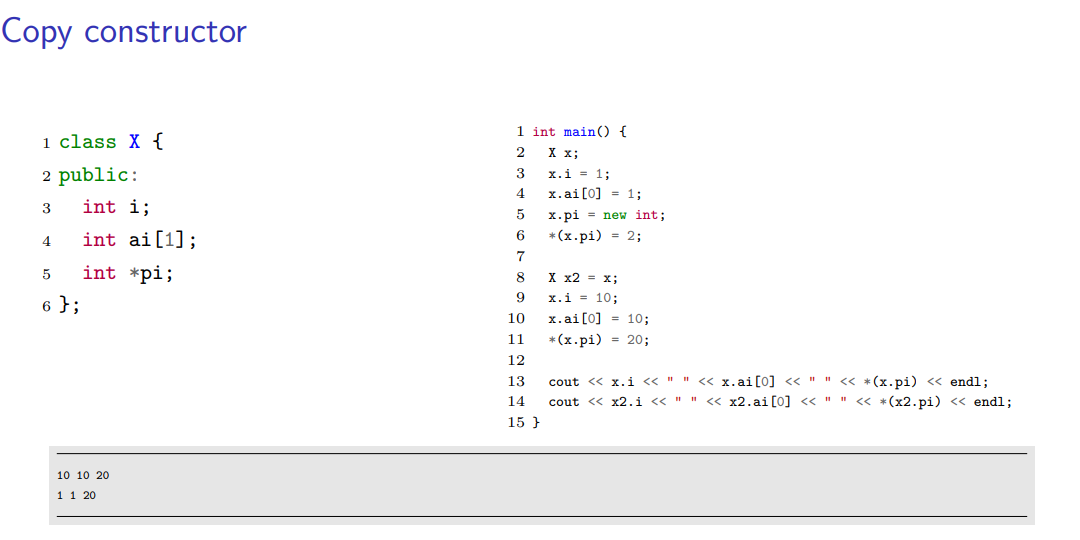 Copy constructor
1 class X {
2 public:
3   int i;
4   int ai[1];
5   int *pi;
6 };
1 int main() {
2   X x;
3   x.i = 1;
4   x.ai[0] = 1;
5   x.pi = new int;
6   *(x.pi) = 2;
7
8   X x2 = x;
9   x.i = 10;
10   x.ai[0] = 10;
11   *(x.pi) = 20;
12
13   cout << x.i << " " << x.ai[0] << " " << *(x.pi) << endl;
14   cout << x2.i << " " << x2.ai[0] << " " << *(x2.pi) << endl;
15 }
10 10 20
1 1 20